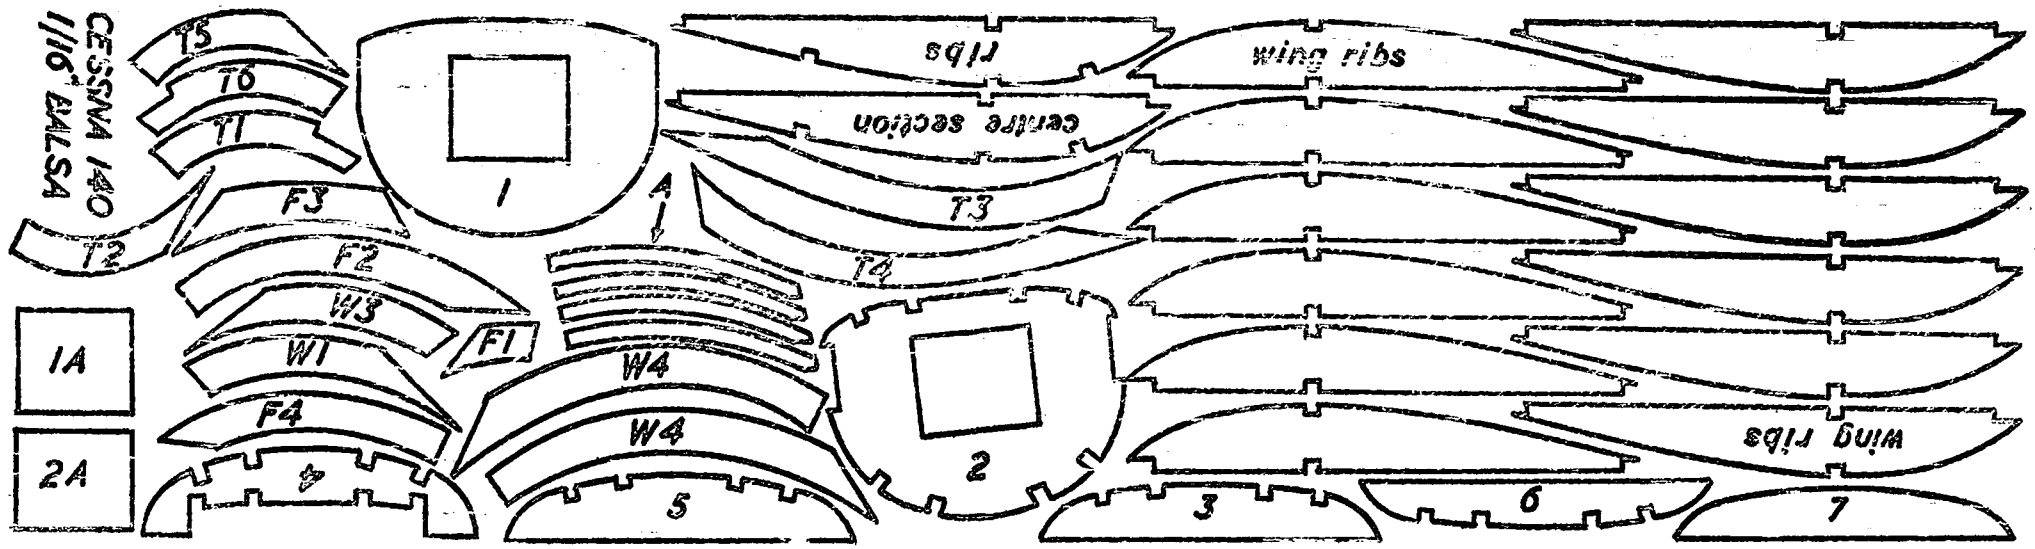 CESSNA 140
1/16" BALSA
T5
T6
T1
T2
F3
F2
W3
W1
F4
F1
1A
2A
1
A
ribs
centre section
T3
T4
W4
W4
2
4
5
3
6
7
wing ribs
wing ribs